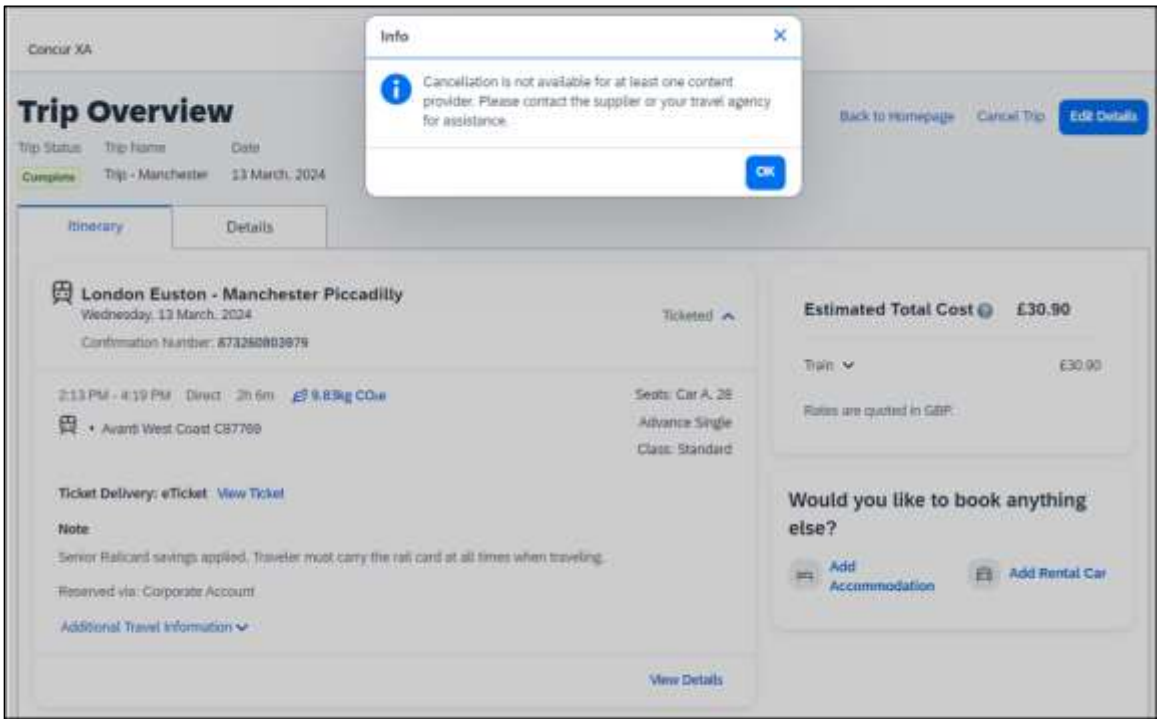 Concur XA
Info
Cancellation is not available for at least one content
provider. Please contact the supplier or your travel agency
for assistance.
OK
Trip Overview
Back to Homepage Cancel Trip Edit Details
Trip Status Trip Name Date
Complete Trip - Manchester 13 March, 2024
Itinerary Details
London Euston - Manchester Piccadilly
Wednesday, 13 March, 2024
Ticketed
Confirmation Number: 873260803979
2:13 PM - 4:19 PM Direct 2h 6m 9.83kg CO₂e
Seats: Car A, 28
• Avanti West Coast C87769
Advance Single
Class: Standard
Ticket Delivery: eTicket View Ticket
Note
Senior Railcard savings applied. Traveler must carry the rail card at all times when traveling.
Reserved via: Corporate Account
Additional Travel Information
View Details
Estimated Total Cost £30.90
Train £30.90
Rates are quoted in GBP.
Would you like to book anything
else?
Add
Accommodation
Add Rental Car